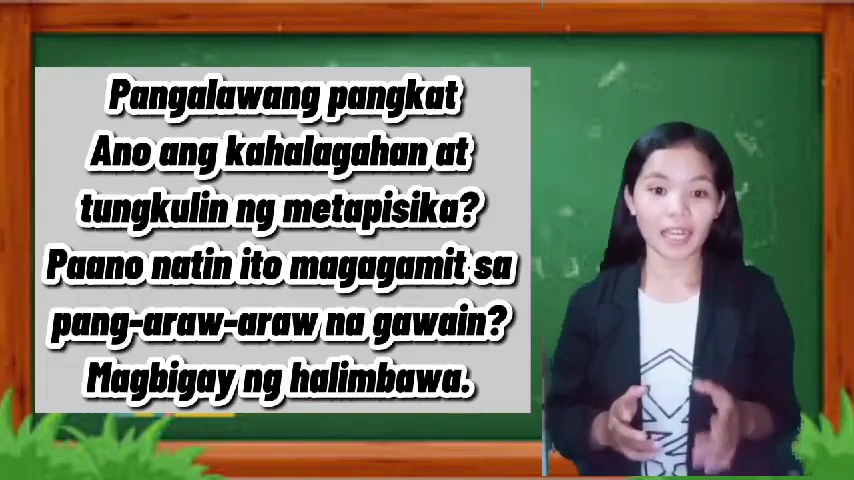 Pangalawang pangkat
Ano ang kahalagahan at
tungkulin ng metapisika?
Paano natin ito magagamit sa
pang-araw-araw na gawain?
Magbigay ng halimbawa.